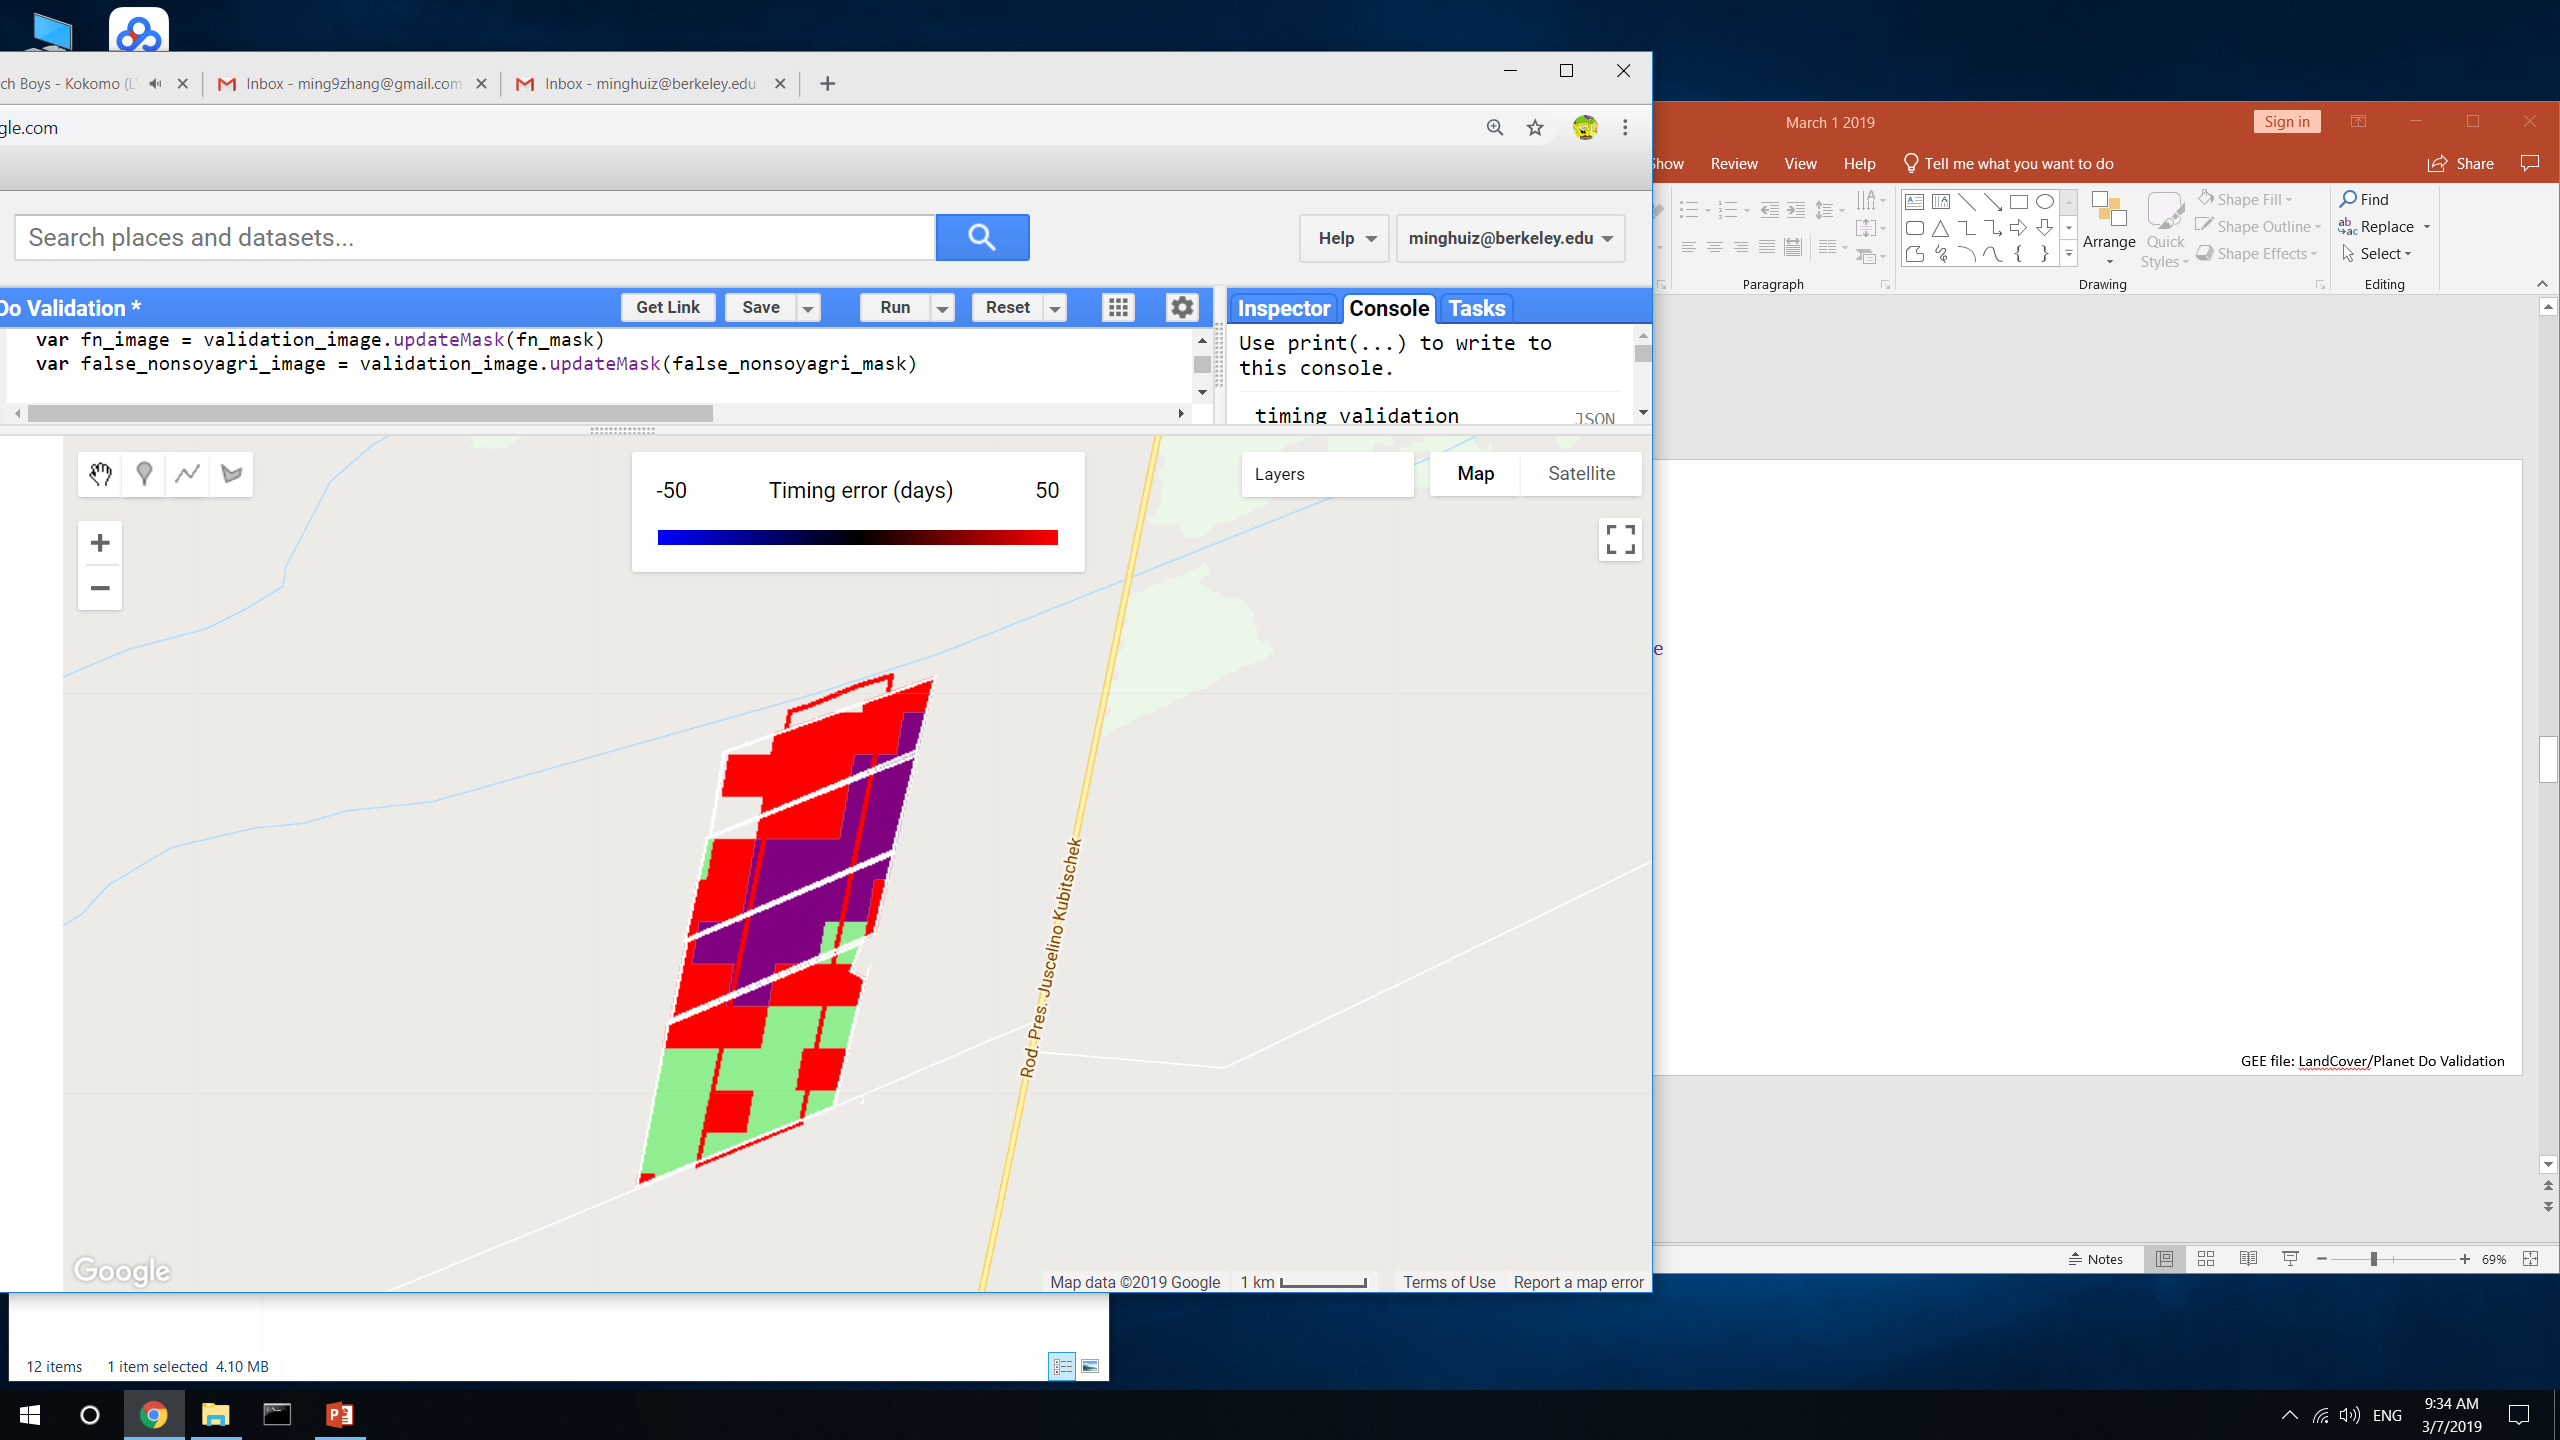 ch Boys - Kokomo (L
Inbox - ming9zhang@gmail.com
Inbox - minghuiz@berkeley.edu
gle.com
Search places and datasets...
Help
minghuiz@berkeley.edu
Do Validation *
Get Link
Save
Run
Reset
Inspector
Console
Tasks
var fn_image = validation_image.updateMask(fn_mask)
var false_nonsoyagri_image = validation_image.updateMask(false_nonsoyagri_mask)
Use print(...) to write to
this console.
timing validation
JSON
-50
Timing error (days)
50
Layers
Map
Satellite
Rod. Pres. Juscelino Kubitschek
Google
Map data ©2019 Google
1 km
Terms of Use
Report a map error
March 1 2019
Sign in
Show
Review
View
Help
Tell me what you want to do
Share
Shape Fill
Shape Outline
Shape Effects
Arrange
Quick
Styles
Find
Replace
Select
Paragraph
Drawing
Editing
e
GEE file: LandCover/Planet Do Validation
Notes
69%
12 items
1 item selected 4.10 MB
ENG
9:34 AM
3/7/2019